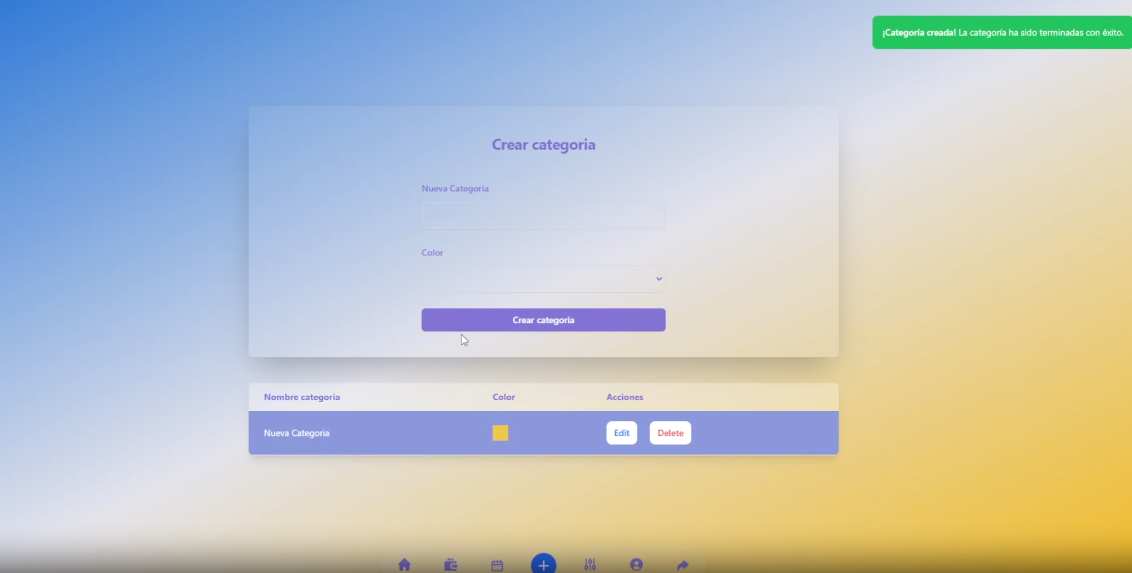 ¡Categoría creada! La categoría ha sido terminadas con éxito.
Crear categoria
Nueva Categoria
Color
Crear categoria
Nombre categoria Color Acciones
Nueva Categoria Edit Delete